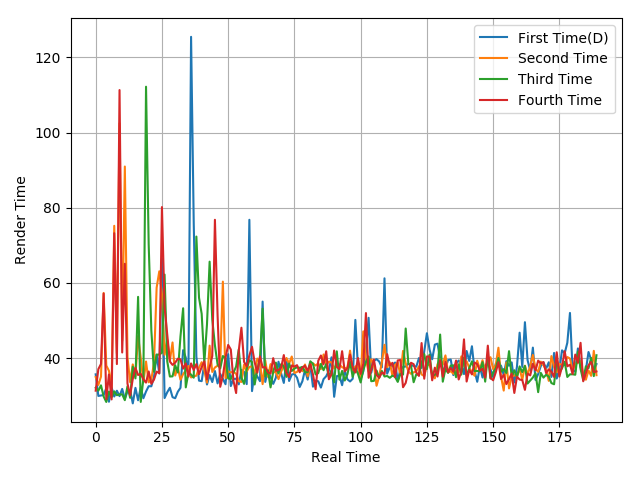 First Time(D)
Second Time
Third Time
Fourth Time
Render Time
120
100
80
60
40
0 25 50 75 100 125 150 175
Real Time